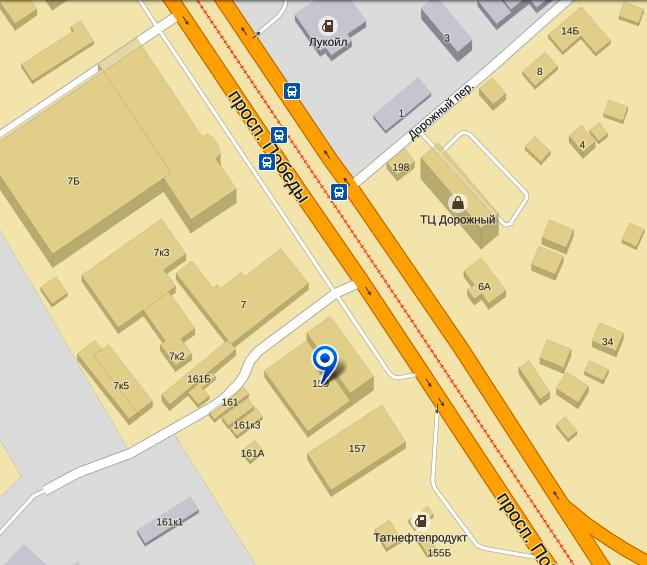 14Б
3
Лукойл
8
1
Дорожный пер.
просп. Победы
4
198
7Б
ТЦ Дорожный
7к3
6А
7
34
7к2
161Б
7к5
161
161к3
157
161А
161к1
просп. По
Татнефтепродукт
155Б